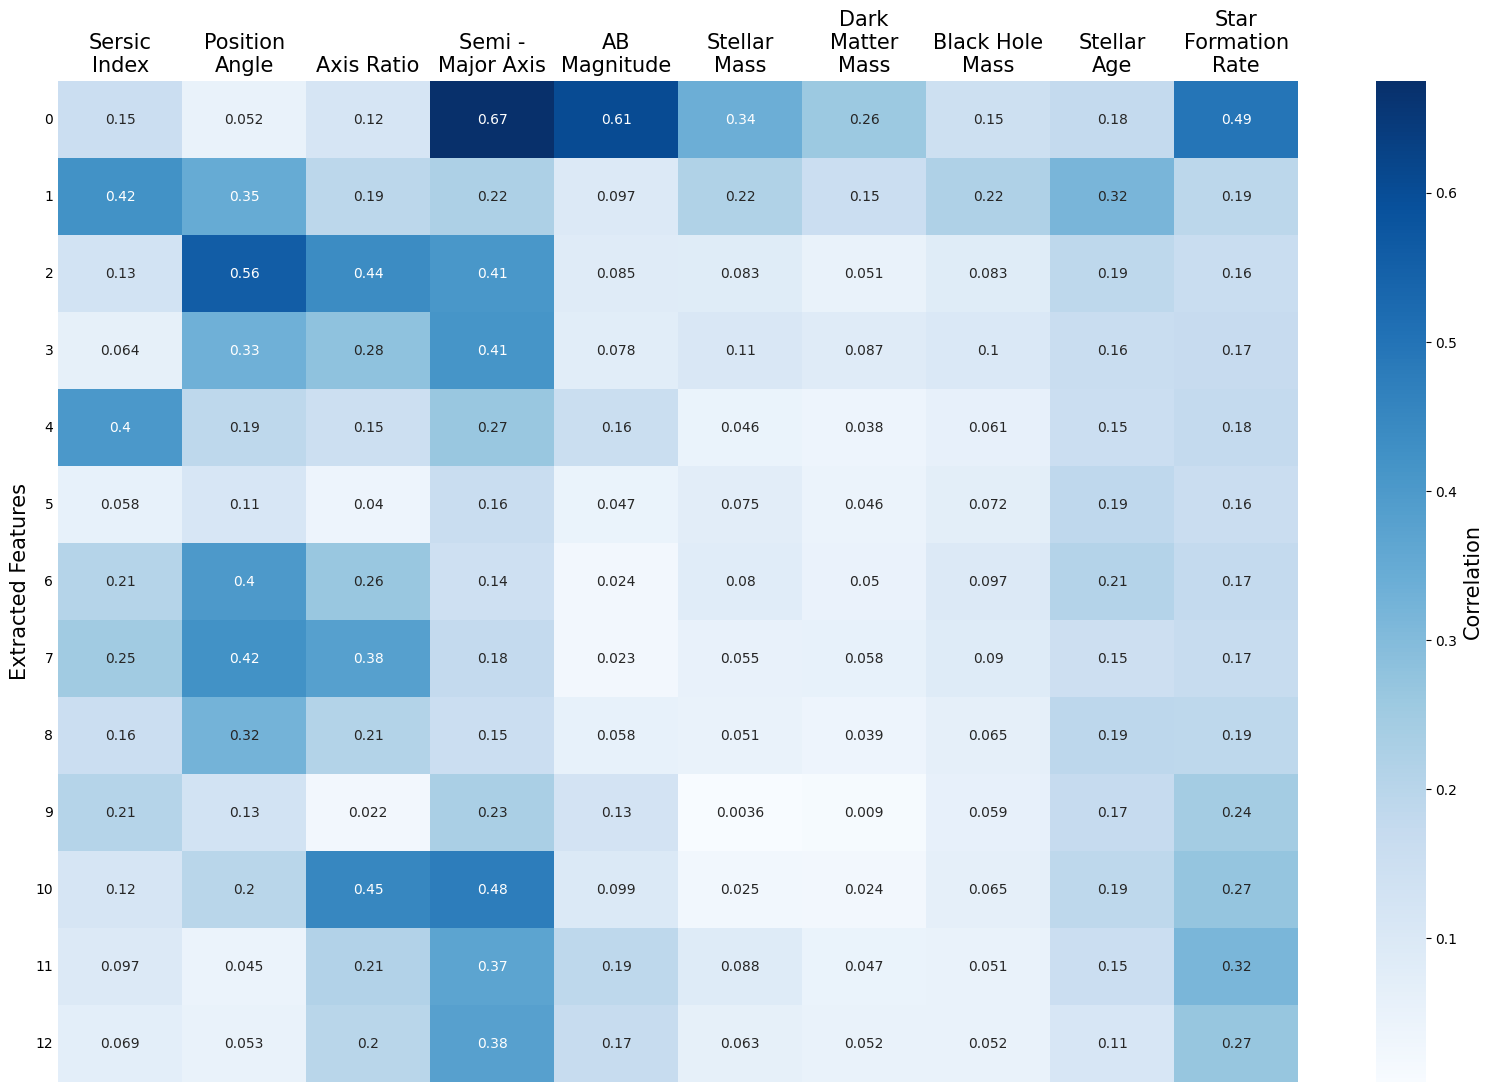 Sersic
Index
Position
Angle
Axis Ratio
Semi -
Major Axis
AB
Magnitude
Stellar
Mass
Dark
Matter
Mass
Black Hole
Mass
Stellar
Age
Star
Formation
Rate
Extracted Features
0 0.15 0.052 0.12 0.67 0.61 0.34 0.26 0.15 0.18 0.49
1 0.42 0.35 0.19 0.22 0.097 0.22 0.15 0.22 0.32 0.19
2 0.13 0.56 0.44 0.41 0.085 0.083 0.051 0.083 0.19 0.16
3 0.064 0.33 0.28 0.41 0.078 0.11 0.087 0.1 0.16 0.17
4 0.4 0.19 0.15 0.27 0.16 0.046 0.038 0.061 0.15 0.18
5 0.058 0.11 0.04 0.16 0.047 0.075 0.046 0.072 0.19 0.16
6 0.21 0.4 0.26 0.14 0.024 0.08 0.05 0.097 0.21 0.17
7 0.25 0.42 0.38 0.18 0.023 0.055 0.058 0.09 0.15 0.17
8 0.16 0.32 0.21 0.15 0.058 0.051 0.039 0.065 0.19 0.19
9 0.21 0.13 0.022 0.23 0.13 0.0036 0.009 0.059 0.17 0.24
10 0.12 0.2 0.45 0.48 0.099 0.025 0.024 0.065 0.19 0.27
11 0.097 0.045 0.21 0.37 0.19 0.088 0.047 0.051 0.15 0.32
12 0.069 0.053 0.2 0.38 0.17 0.063 0.052 0.052 0.11 0.27
0.6
0.5
0.4
0.3
0.2
0.1
Correlation